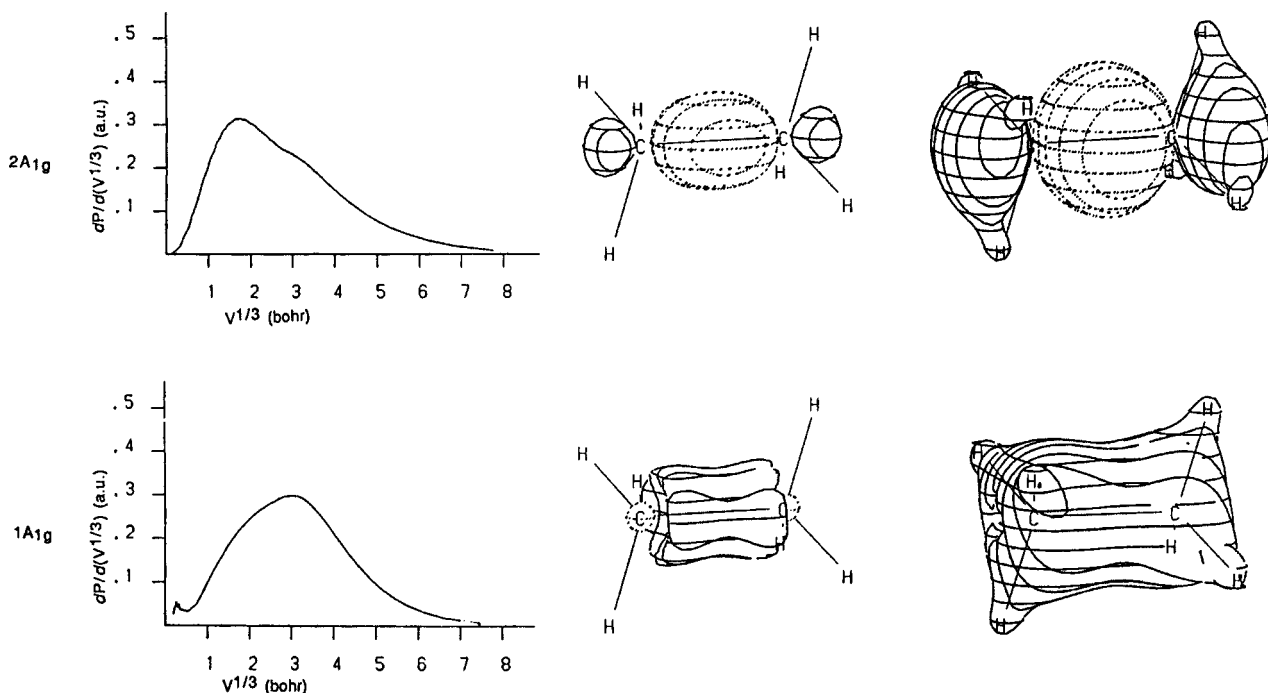 2A1g
dP/d(V1/3) (a.u.)
.5
.4
.3
.2
.1
1 2 3 4 5 6 7 8
V1/3 (bohr)
H
H
H
C
C
H
H
H
H
H
H
C
H
H
H
1A1g
dP/d(V1/3) (a.u.)
.5
.4
.3
.2
.1
1 2 3 4 5 6 7 8
V1/3 (bohr)
H
H
H
C
C
H
H
H
H
H
H
C
C
H
H
H